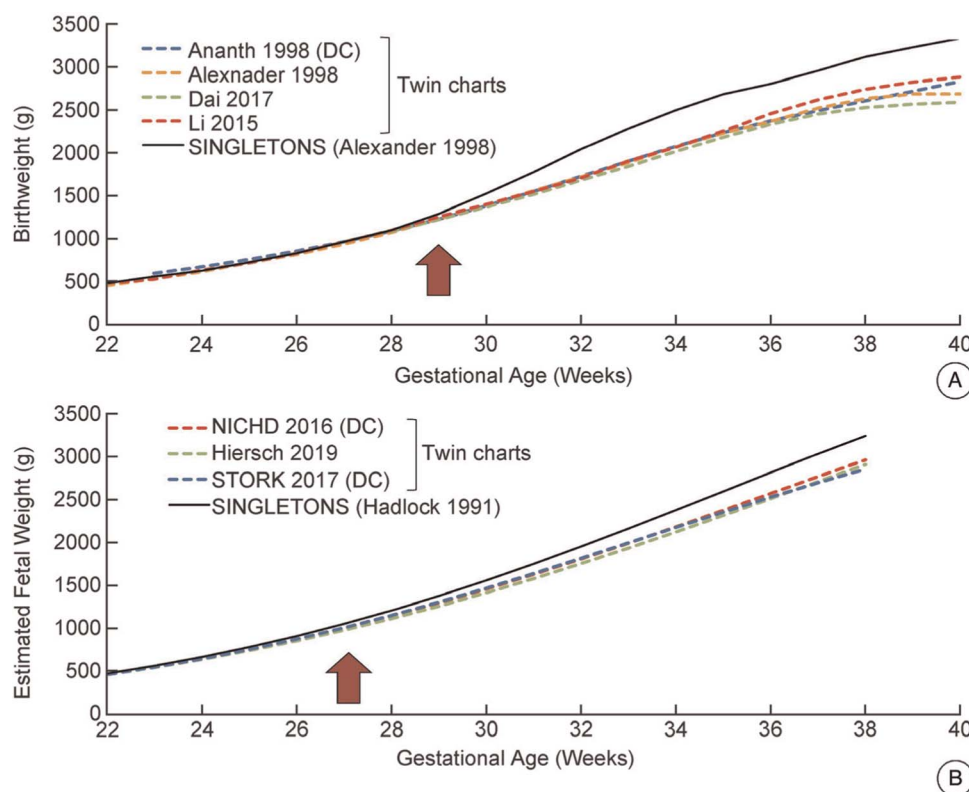 3500
3000
2500
2000
1500
1000
500
0
Birthweight (g)
Ananth 1998 (DC)
Alexnader 1998
Dai 2017
Li 2015
Twin charts
SINGLETONS (Alexander 1998)
22 24 26 28 30 32 34 36 38 40
Gestational Age (Weeks)
A
3500
3000
2500
2000
1500
1000
500
0
Estimated Fetal Weight (g)
NICHD 2016 (DC)
Hiersch 2019
STORK 2017 (DC)
Twin charts
SINGLETONS (Hadlock 1991)
22 24 26 28 30 32 34 36 38 40
Gestational Age (Weeks)
B